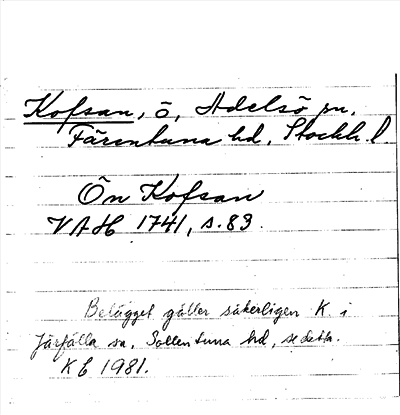 Kofsan, ö, Adelsö sn,
Färentuna hd, Stockh. l.
Ön Kofsan
VAH 1741, s. 83.
Belägget gäller säkerligen K. i
Järfälla sn, Sollentuna hd, se detta.
KE 1981.